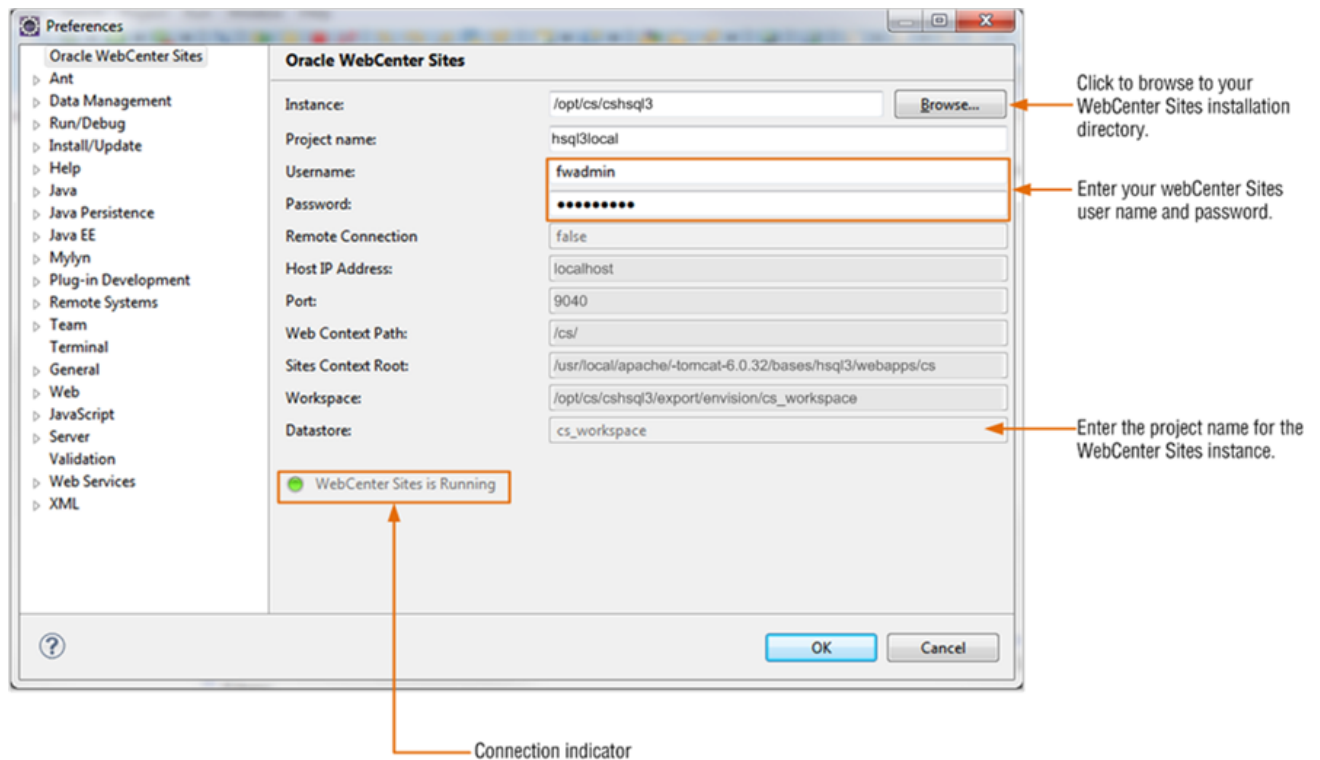 Preferences
Oracle WebCenter Sites
Ant
Data Management
Run/Debug
Install/Update
Help
Java
Java Persistence
Java EE
Mylyn
Plug-in Development
Remote Systems
Team
Terminal
General
Web
JavaScript
Server
Validation
Web Services
XML
Oracle WebCenter Sites
Instance: /opt/cs/cshsql3 Browse...
Project name: hsql3local
Username: fwadmin
Password: •••••••••
Remote Connection false
Host IP Address: localhost
Port: 9040
Web Context Path: /cs/
Sites Context Root: /usr/local/apache/-tomcat-6.0.32/bases/hsql3/webapps/cs
Workspace: /opt/cs/cshsql3/export/envision/cs_workspace
Datastore: cs_workspace
WebCenter Sites is Running
? OK Cancel
Click to browse to your
WebCenter Sites installation
directory.
Enter your webCenter Sites
user name and password.
Enter the project name for the
WebCenter Sites instance.
Connection indicator